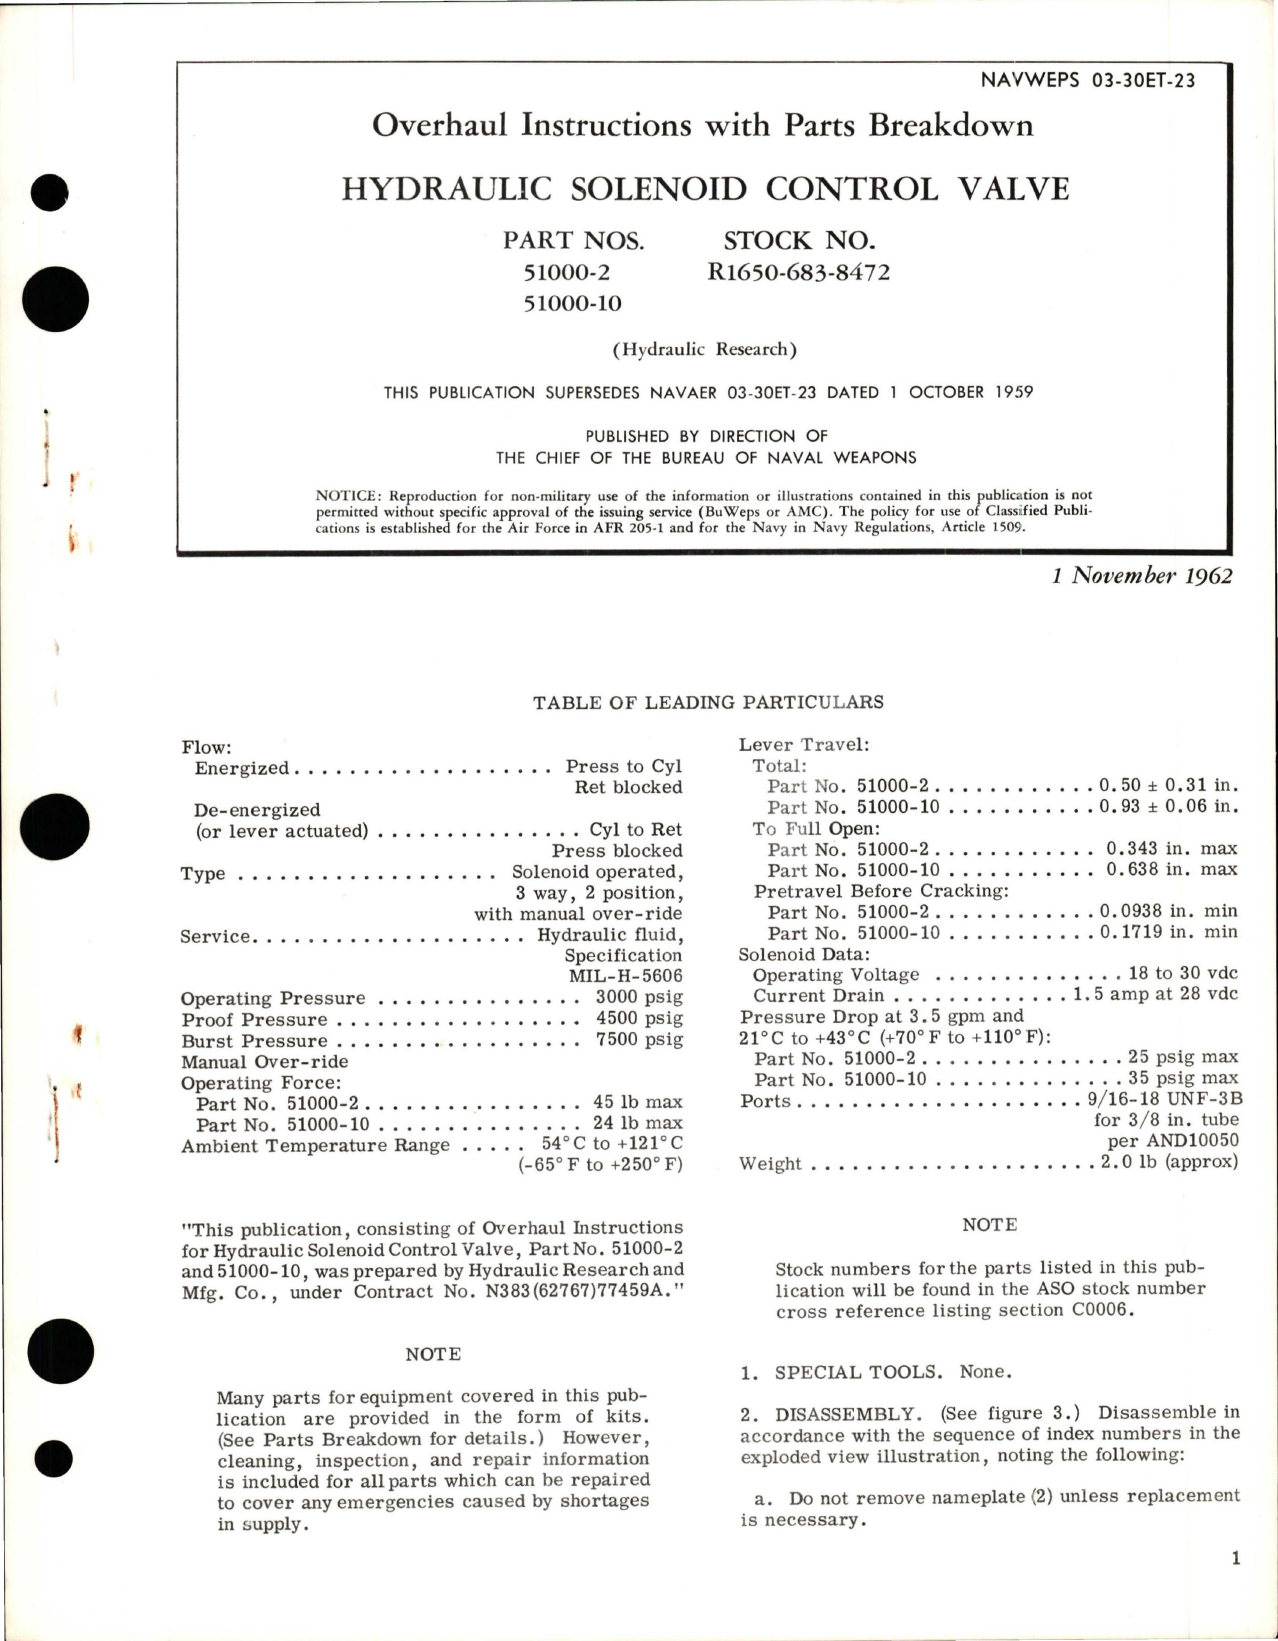 NAVWEPS 03-30ET-23
Overhaul Instructions with Parts Breakdown
HYDRAULIC SOLENOID CONTROL VALVE
PART NOS. STOCK NO.
51000-2 R1650-683-8472
51000-10
(Hydraulic Research)
THIS PUBLICATION SUPERSEDES NAVAER 03-30ET-23 DATED 1 OCTOBER 1959
PUBLISHED BY DIRECTION OF
THE CHIEF OF THE BUREAU OF NAVAL WEAPONS
NOTICE: Reproduction for non-military use of the information or illustrations contained in this publication is not
permitted without specific approval of the issuing service (BuWeps or AMC). The policy for use of Classified Publi-
cations is established for the Air Force in AFR 205-1 and for the Navy in Navy Regulations, Article 1509.
1 November 1962
TABLE OF LEADING PARTICULARS
Flow:
Energized . . . . . . . . . . . . . . . . . . . Press to Cyl
Ret blocked
De-energized
(or lever actuated) . . . . . . . . . . . . . . . Cyl to Ret
Press blocked
Type . . . . . . . . . . . . . . . . . . . Solenoid operated,
3 way, 2 position,
with manual over-ride
Service. . . . . . . . . . . . . . . . . . . . Hydraulic fluid,
Specification
MIL-H-5606
Operating Pressure . . . . . . . . . . . . . . . 3000 psig
Proof Pressure . . . . . . . . . . . . . . . . . . 4500 psig
Burst Pressure . . . . . . . . . . . . . . . . . . 7500 psig
Manual Over-ride
Operating Force:
Part No. 51000-2 . . . . . . . . . . . . . . . . 45 lb max
Part No. 51000-10 . . . . . . . . . . . . . . . 24 lb max
Ambient Temperature Range . . . . . 54°C to +121°C
(-65°F to +250°F)
"This publication, consisting of Overhaul Instructions
for Hydraulic Solenoid Control Valve, Part No. 51000-2
and 51000-10, was prepared by Hydraulic Research and
Mfg. Co., under Contract No. N383(62767)77459A."
NOTE
Many parts for equipment covered in this pub-
lication are provided in the form of kits.
(See Parts Breakdown for details.) However,
cleaning, inspection, and repair information
is included for all parts which can be repaired
to cover any emergencies caused by shortages
in supply.
Lever Travel:
Total:
Part No. 51000-2 . . . . . . . . . . . . 0.50 ± 0.31 in.
Part No. 51000-10 . . . . . . . . . . . 0.93 ± 0.06 in.
To Full Open:
Part No. 51000-2 . . . . . . . . . . . . 0.343 in. max
Part No. 51000-10 . . . . . . . . . . . 0.638 in. max
Pretravel Before Cracking:
Part No. 51000-2 . . . . . . . . . . . . 0.0938 in. min
Part No. 51000-10 . . . . . . . . . . . 0.1719 in. min
Solenoid Data:
Operating Voltage . . . . . . . . . . . . . . 18 to 30 vdc
Current Drain . . . . . . . . . . . . . 1.5 amp at 28 vdc
Pressure Drop at 3.5 gpm and
21°C to +43°C (+70°F to +110°F):
Part No. 51000-2 . . . . . . . . . . . . . . . 25 psig max
Part No. 51000-10 . . . . . . . . . . . . . . 35 psig max
Ports . . . . . . . . . . . . . . . . . . . . . 9/16-18 UNF-3B
for 3/8 in. tube
per AND10050
Weight . . . . . . . . . . . . . . . . . . . . . 2.0 lb (approx)
NOTE
Stock numbers for the parts listed in this pub-
lication will be found in the ASO stock number
cross reference listing section C0006.
1. SPECIAL TOOLS. None.
2. DISASSEMBLY. (See figure 3.) Disassemble in
accordance with the sequence of index numbers in the
exploded view illustration, noting the following:
a. Do not remove nameplate (2) unless replacement
is necessary.
1